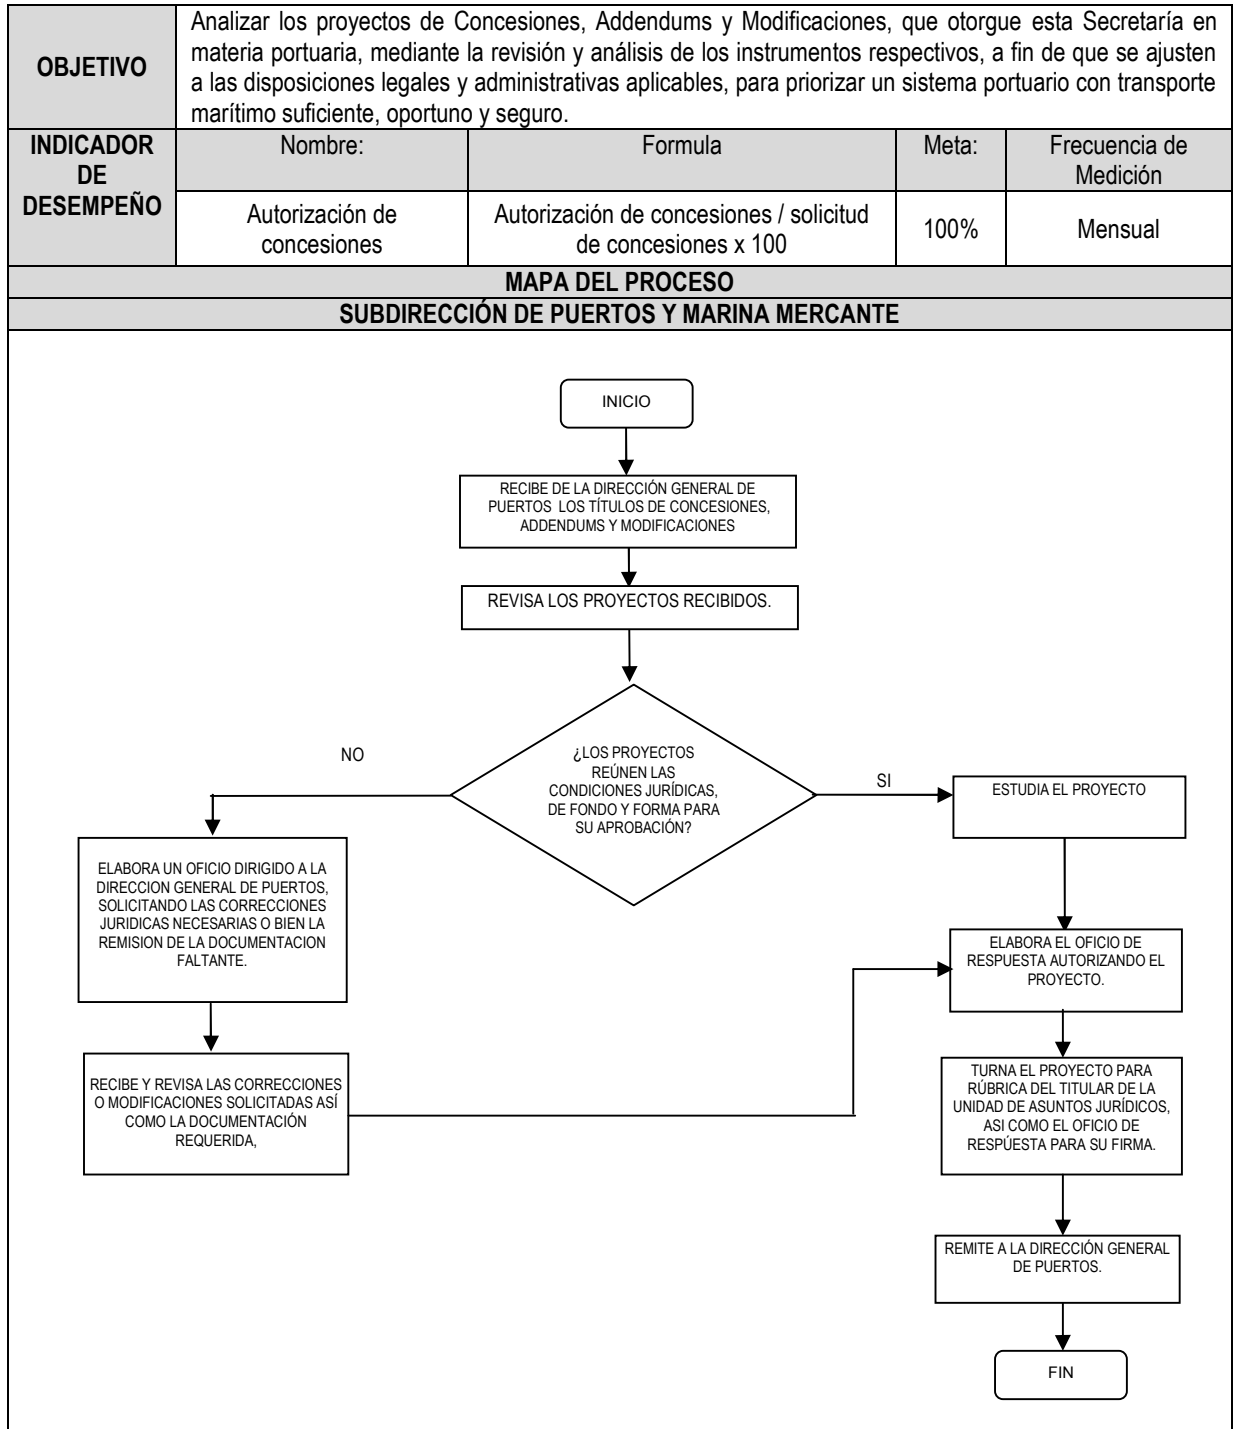 OBJETIVO
Analizar los proyectos de Concesiones, Addendums y Modificaciones, que otorgue esta Secretaría en
materia portuaria, mediante la revisión y análisis de los instrumentos respectivos, a fin de que se ajusten
a las disposiciones legales y administrativas aplicables, para priorizar un sistema portuario con transporte
marítimo suficiente, oportuno y seguro.
INDICADOR
DE
DESEMPEÑO
Nombre:
Formula
Meta:
Frecuencia de
Medición
Autorización de
concesiones
Autorización de concesiones / solicitud
de concesiones x 100
100%
Mensual
MAPA DEL PROCESO
SUBDIRECCIÓN DE PUERTOS Y MARINA MERCANTE
INICIO
RECIBE DE LA DIRECCIÓN GENERAL DE
PUERTOS LOS TÍTULOS DE CONCESIONES,
ADDENDUMS Y MODIFICACIONES
REVISA LOS PROYECTOS RECIBIDOS.
¿LOS PROYECTOS
REÚNEN LAS
CONDICIONES JURÍDICAS,
DE FONDO Y FORMA PARA
SU APROBACIÓN?
NO
SI
ESTUDIA EL PROYECTO
ELABORA UN OFICIO DIRIGIDO A LA
DIRECCION GENERAL DE PUERTOS,
SOLICITANDO LAS CORRECCIONES
JURIDICAS NECESARIAS O BIEN LA
REMISION DE LA DOCUMENTACION
FALTANTE.
ELABORA EL OFICIO DE
RESPUESTA AUTORIZANDO EL
PROYECTO.
RECIBE Y REVISA LAS CORRECCIONES
O MODIFICACIONES SOLICITADAS ASÍ
COMO LA DOCUMENTACIÓN
REQUERIDA,
TURNA EL PROYECTO PARA
RÚBRICA DEL TITULAR DE LA
UNIDAD DE ASUNTOS JURÍDICOS,
ASI COMO EL OFICIO DE
RESPÚESTA PARA SU FIRMA.
REMITE A LA DIRECCIÓN GENERAL
DE PUERTOS.
FIN